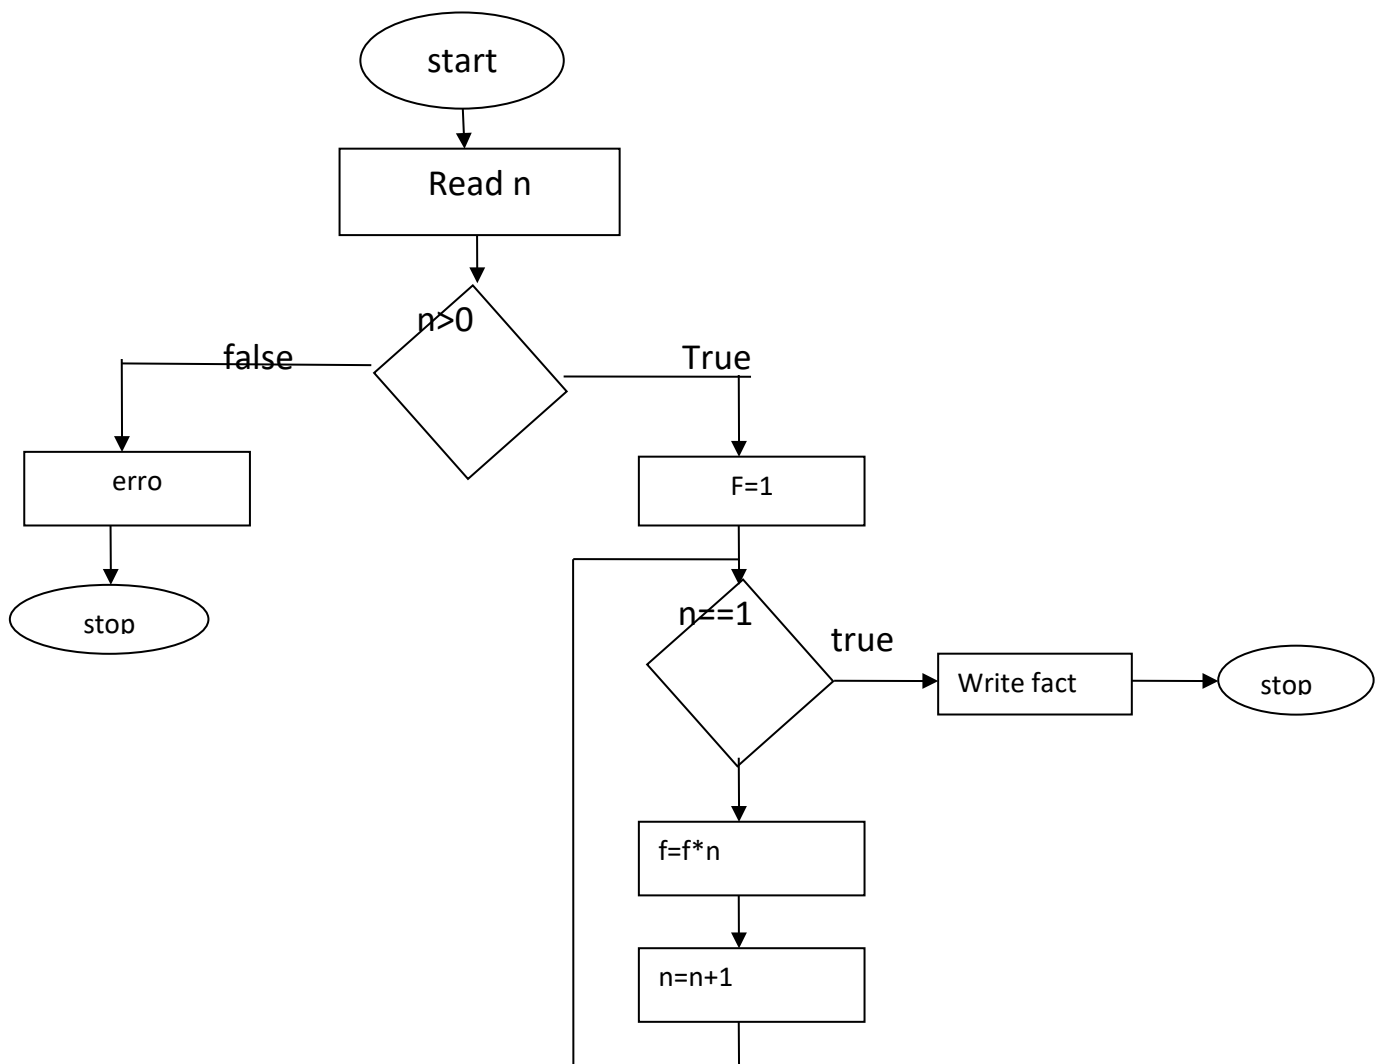 start
Read n
n>0
false
True
erro
F=1
stop
n==1
true
Write fact
stop
f=f*n
n=n+1